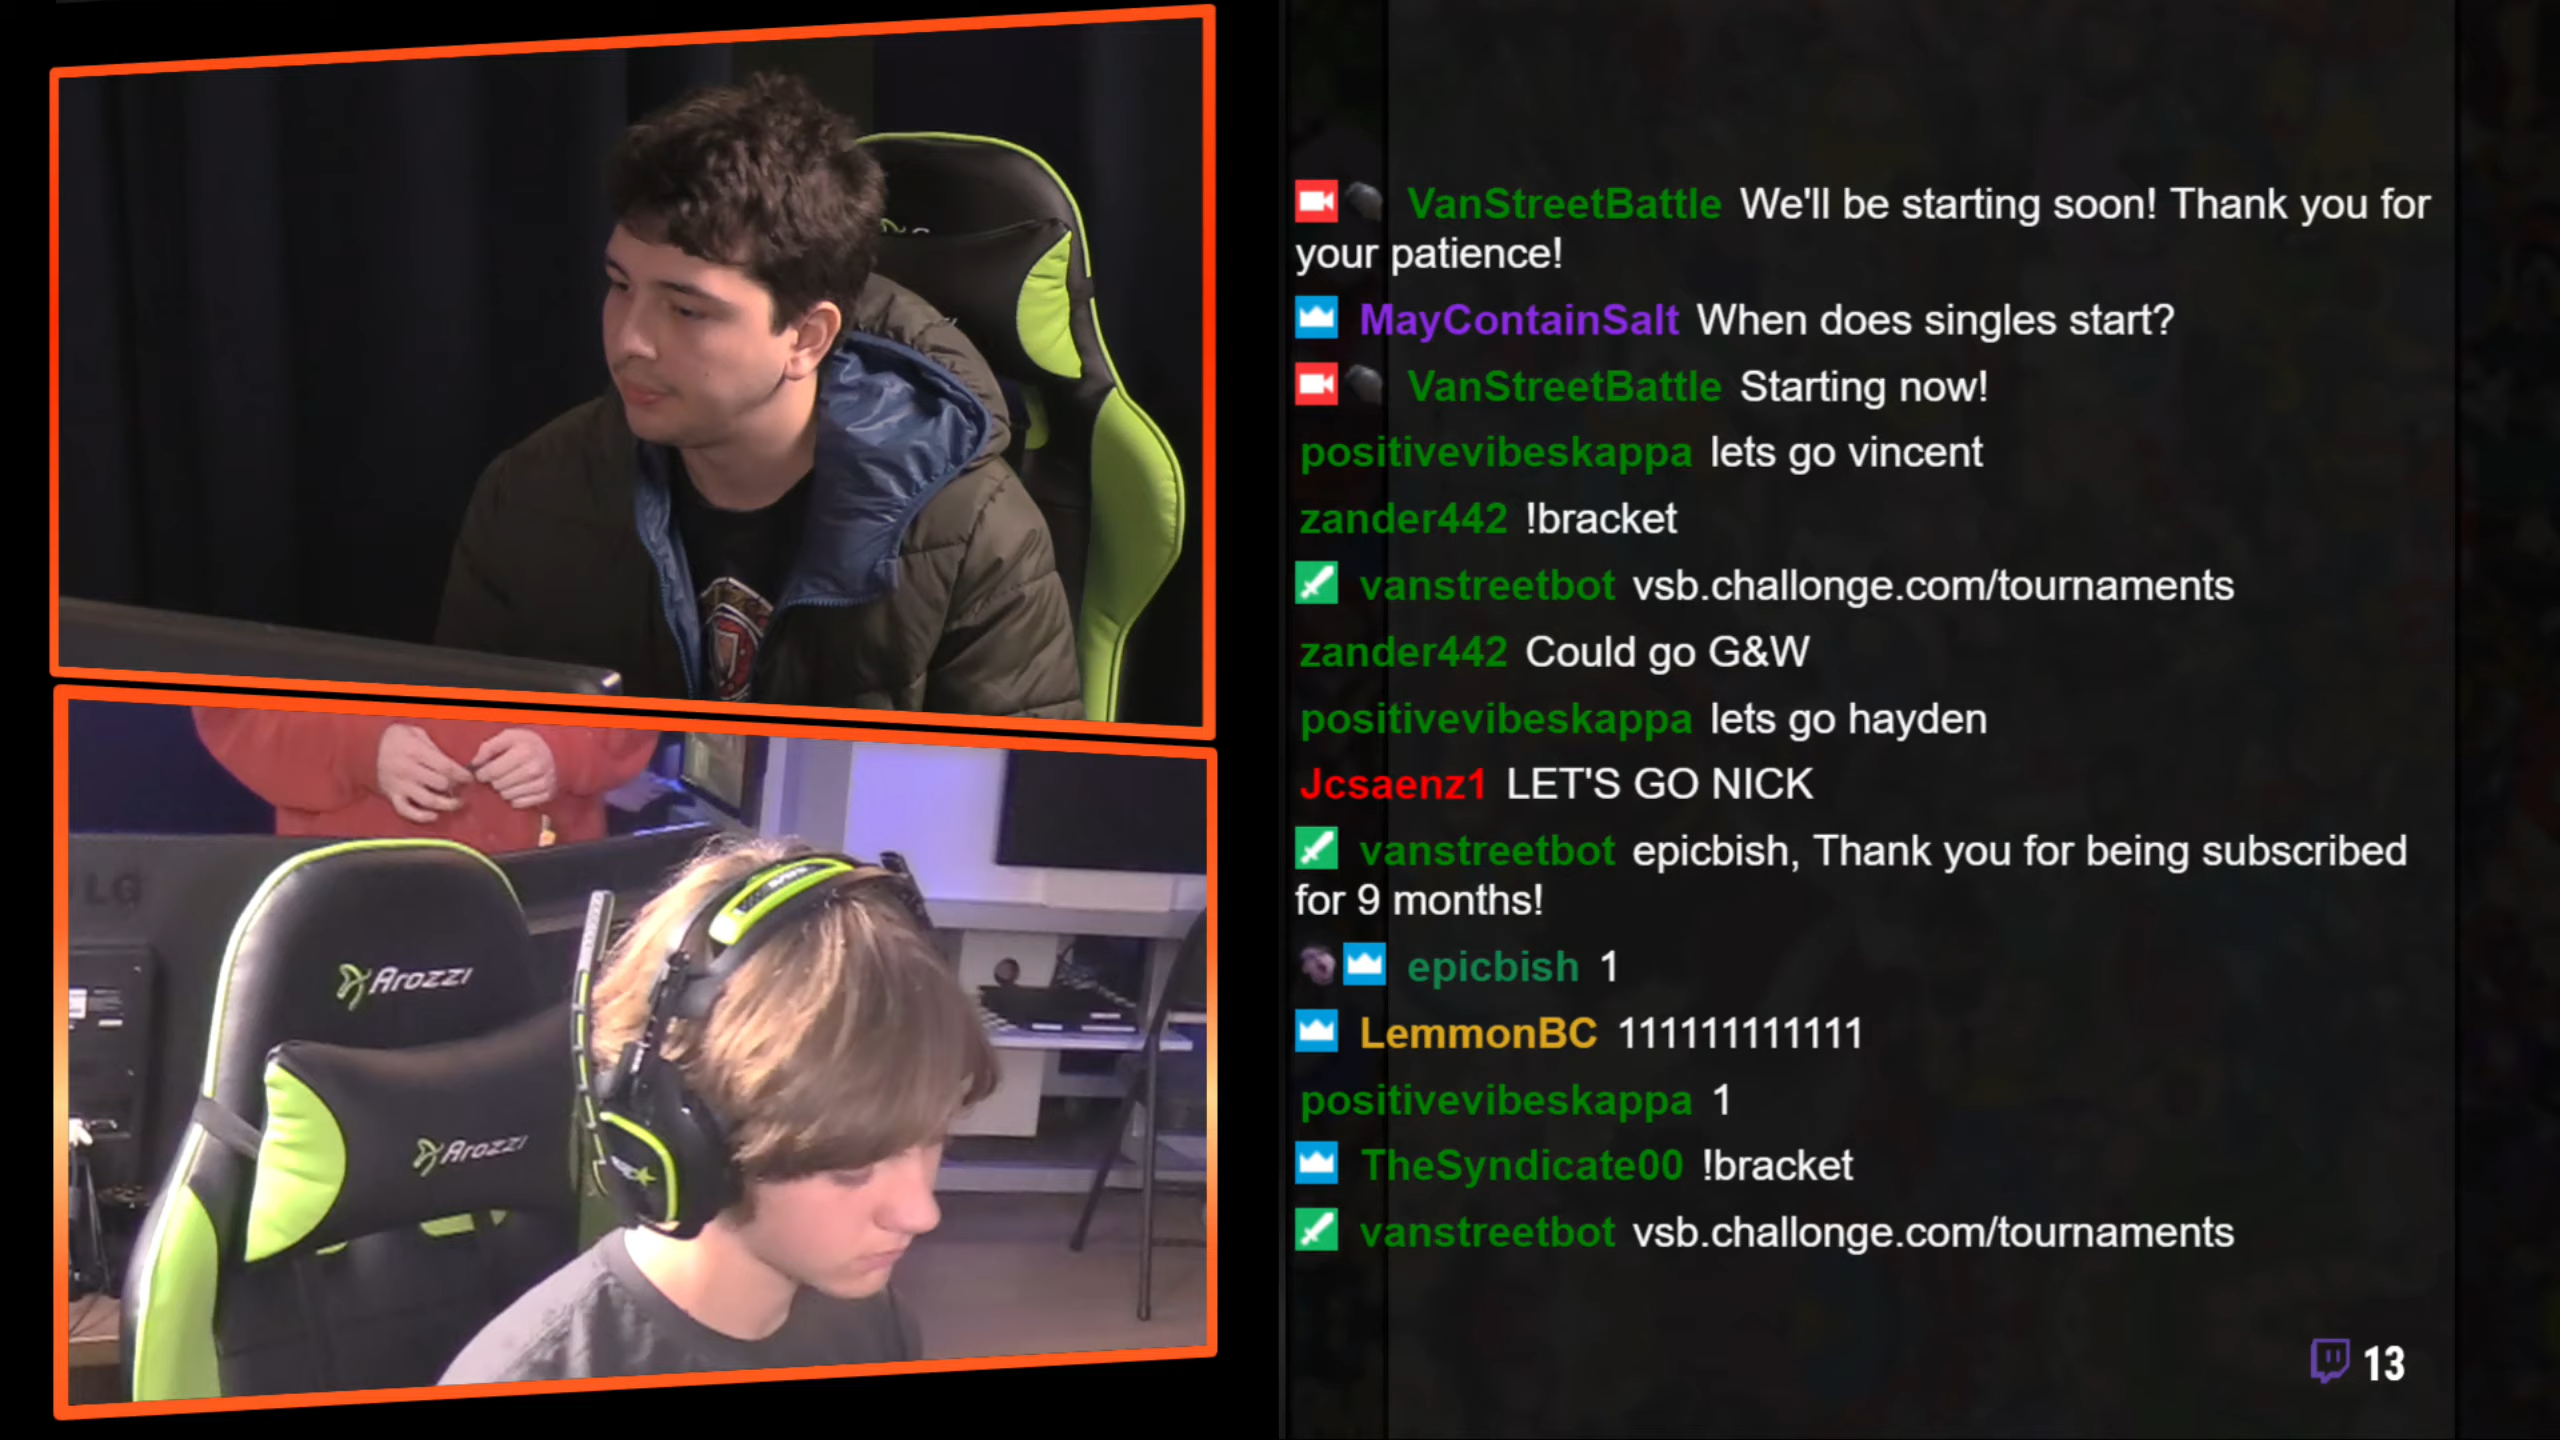 VanStreetBattle We'll be starting soon! Thank you for
your patience!
MayContainSalt When does singles start?
VanStreetBattle Starting now!
positivevibeskappa lets go vincent
zander442 !bracket
vanstreetbot vsb.challonge.com/tournaments
zander442 Could go G&W
positivevibeskappa lets go hayden
Jcsaenz1 LET'S GO NICK
vanstreetbot epicbish, Thank you for being subscribed
for 9 months!
epicbish 1
LemmonBC 111111111111
positivevibeskappa 1
TheSyndicate00 !bracket
vanstreetbot vsb.challonge.com/tournaments
13
LG
Arozzi
Arozzi